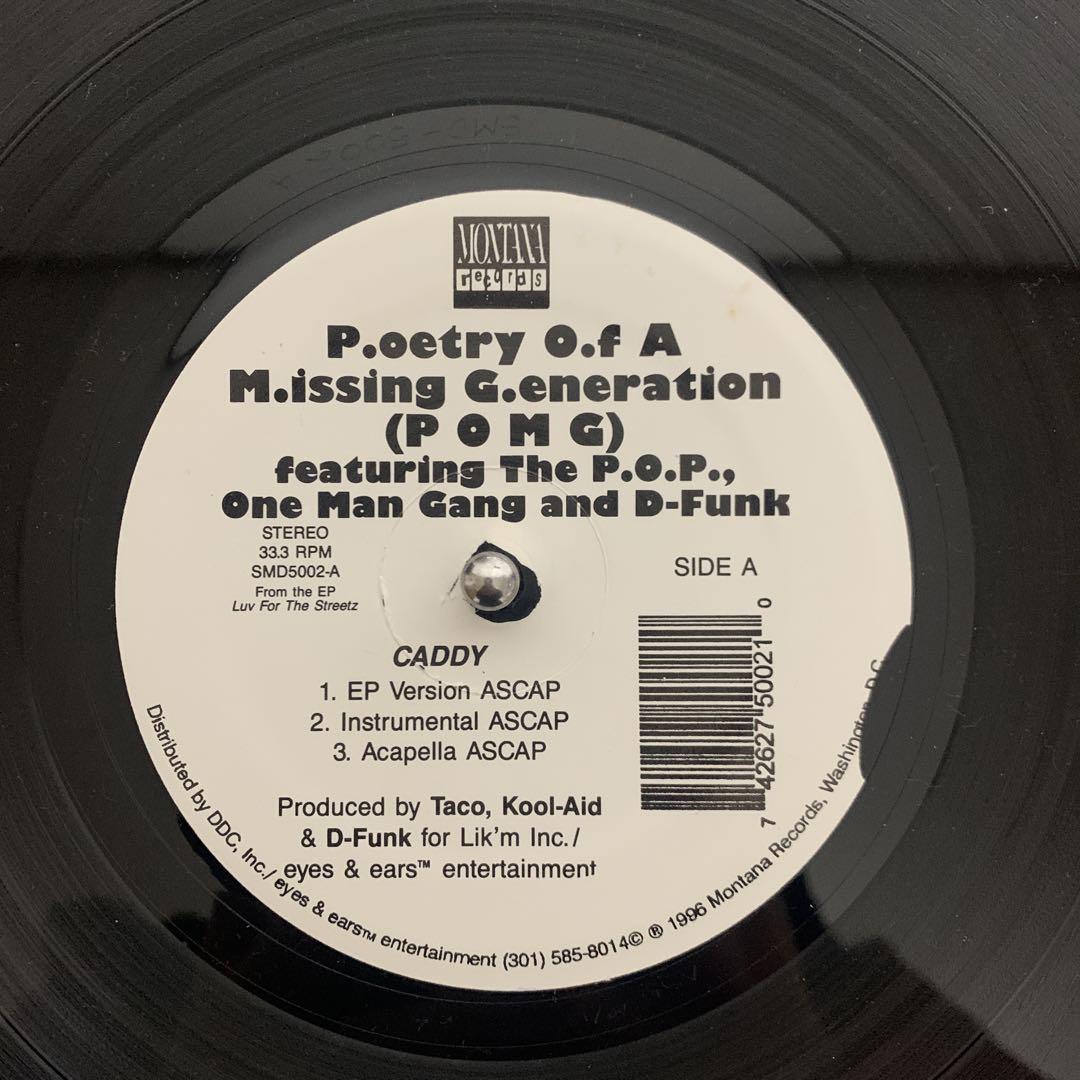 MONTANA
records
P.oetry O.f A
M.issing G.eneration
(P O M G)
featuring The P.O.P.,
One Man Gang and D-Funk
STEREO
33.3 RPM
SMD5002-A
From the EP
Luv For The Streetz
SIDE A
CADDY
1. EP Version ASCAP
2. Instrumental ASCAP
3. Acapella ASCAP
Produced by Taco, Kool-Aid
& D-Funk for Lik'm Inc./
eyes & ears™ entertainment
7 42627 50021 0
Distributed by DDC, Inc./ eyes & ears™ entertainment (301) 585-8014© ® 1996 Montana Records, Washington, D.C.